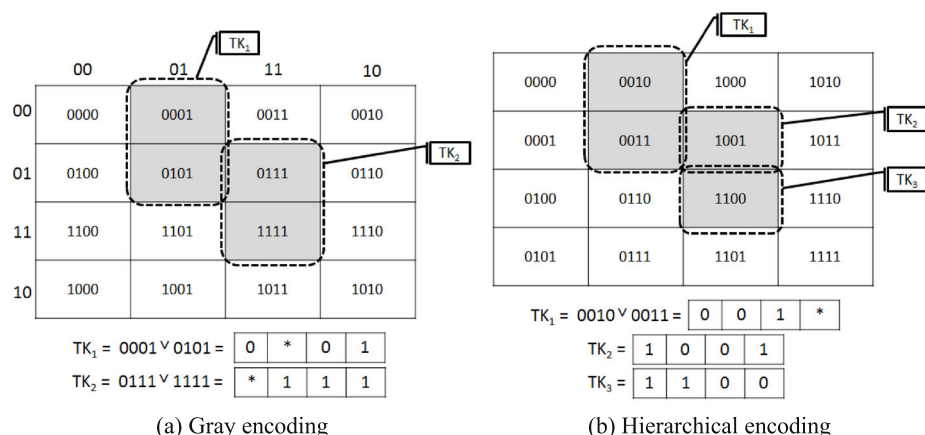 TK₁
00 01 11 10
00 0000 0001 0011 0010
TK₂
01 0100 0101 0111 0110
11 1100 1101 1111 1110
10 1000 1001 1011 1010
TK₁ = 0001 ∨ 0101 = 0 * 0 1
TK₂ = 0111 ∨ 1111 = * 1 1 1
(a) Gray encoding
TK₁
0000 0010 1000 1010
TK₂
0001 0011 1001 1011
TK₃
0100 0110 1100 1110
0101 0111 1101 1111
TK₁ = 0010 ∨ 0011 = 0 0 1 *
TK₂ = 1 0 0 1
TK₃ = 1 1 0 0
(b) Hierarchical encoding